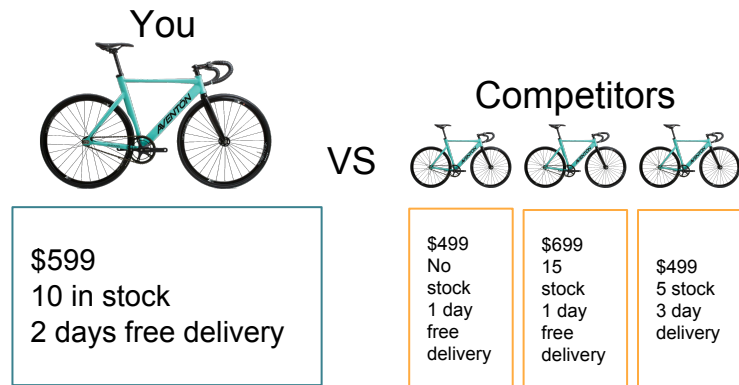 You
AVENTON
VS
Competitors
$599
10 in stock
2 days free delivery
$499
No
stock
1 day
free
delivery
$699
15
stock
1 day
free
delivery
$499
5 stock
3 day
delivery